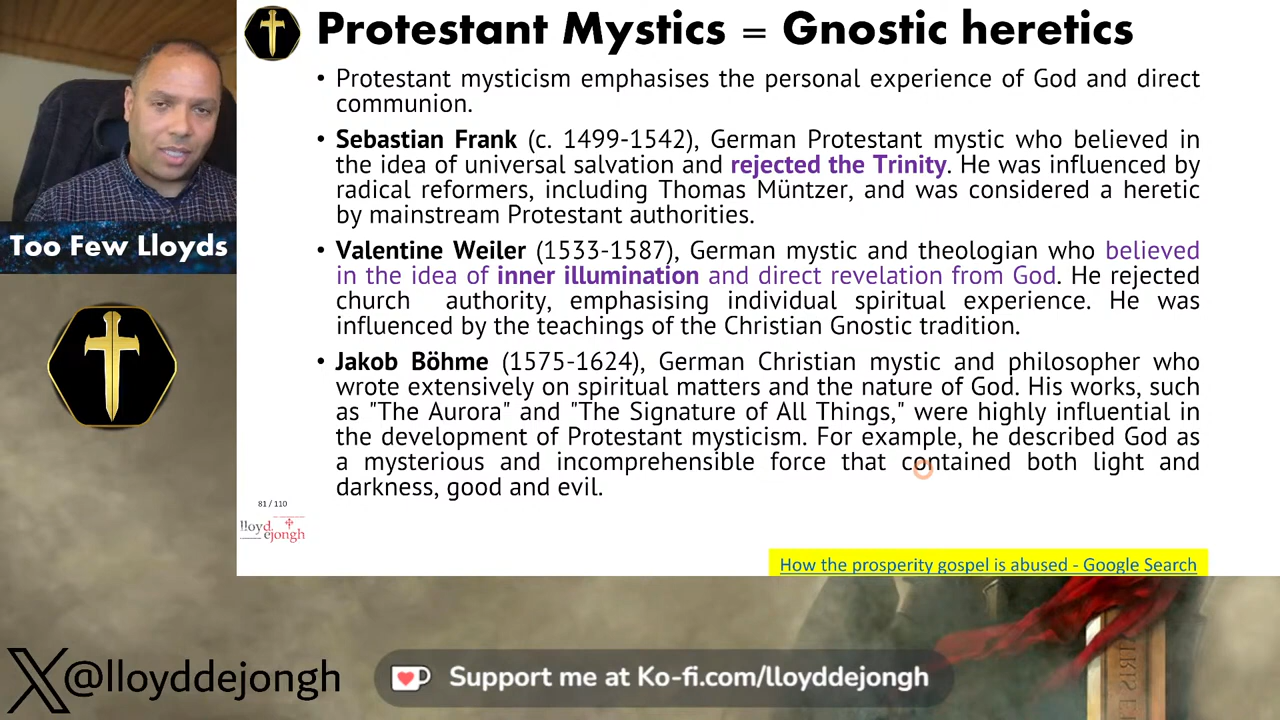 Protestant Mystics = Gnostic heretics
• Protestant mysticism emphasises the personal experience of God and direct
communion.
• Sebastian Frank (c. 1499-1542), German Protestant mystic who believed in
the idea of universal salvation and rejected the Trinity. He was influenced by
radical reformers, including Thomas Müntzer, and was considered a heretic
by mainstream Protestant authorities.
• Valentine Weiler (1533-1587), German mystic and theologian who believed
in the idea of inner illumination and direct revelation from God. He rejected
church authority, emphasising individual spiritual experience. He was
influenced by the teachings of the Christian Gnostic tradition.
• Jakob Böhme (1575-1624), German Christian mystic and philosopher who
wrote extensively on spiritual matters and the nature of God. His works, such
as "The Aurora" and "The Signature of All Things," were highly influential in
the development of Protestant mysticism. For example, he described God as
a mysterious and incomprehensible force that contained both light and
darkness, good and evil.
Too Few Lloyds
81 / 110
lloyd
ejongh
How the prosperity gospel is abused - Google Search
X@lloyddejongh
Support me at Ko-fi.com/lloyddejongh